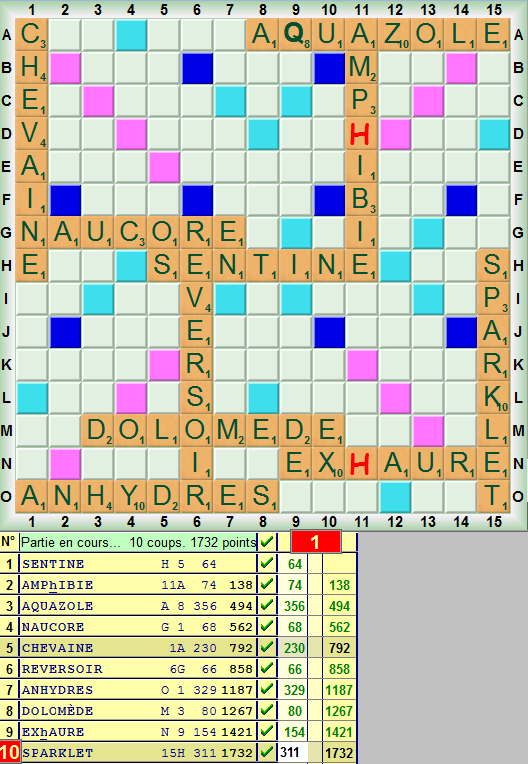 1 2 3 4 5 6 7 8 9 10 11 12 13 14 15
A C3 A1 Q8 U1 A1 Z10 O1 L1 E1 A
B H4 M2 B
C E1 P3 C
D V4 H D
E A1 I1 E
F I1 B3 F
G N1 A1 U1 C3 O1 R1 E1 I1 G
H E1 S1 E1 N1 T1 I1 N1 E1 S1 H
I V4 P3 I
J E1 A1 J
K R1 R1 K
L S1 K10 L
M D2 O1 L1 O1 M2 E1 D2 E1 L1 M
N I1 E1 X10 H A1 U1 R1 E1 N
O A1 N1 H4 Y10 D2 R1 E1 S1 T1 O
1 2 3 4 5 6 7 8 9 10 11 12 13 14 15
N° Partie en cours... 10 coups. 1732 points ✓ 1
1 SENTINE H 5 64 ✓ 64
2 AMPhIBIE 11A 74 138 ✓ 74 138
3 AQUAZOLE A 8 356 494 ✓ 356 494
4 NAUCORE G 1 68 562 ✓ 68 562
5 CHEVAINE 1A 230 792 ✓ 230 792
6 REVERSOIR 6G 66 858 ✓ 66 858
7 ANHYDRES O 1 329 1187 ✓ 329 1187
8 DOLOMÈDE M 3 80 1267 ✓ 80 1267
9 EXhAURE N 9 154 1421 ✓ 154 1421
10 SPARKLET 15H 311 1732 ✓ 311 1732